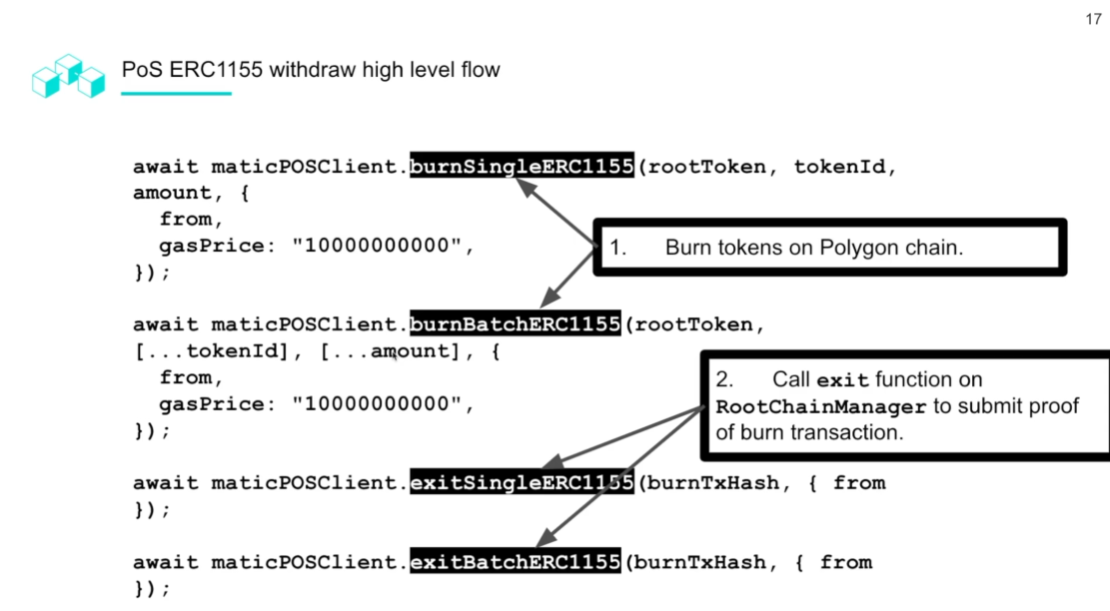 17
PoS ERC1155 withdraw high level flow
await maticPOSClient.burnSingleERC1155(rootToken, tokenId,
amount, {
from,
gasPrice: "10000000000",
});
1. Burn tokens on Polygon chain.
await maticPOSClient.burnBatchERC1155(rootToken,
[...tokenId], [...amount], {
from,
gasPrice: "10000000000",
});
2. Call exit function on
RootChainManager to submit proof
of burn transaction.
await maticPOSClient.exitSingleERC1155(burnTxHash, { from
});
await maticPOSClient.exitBatchERC1155(burnTxHash, { from
});